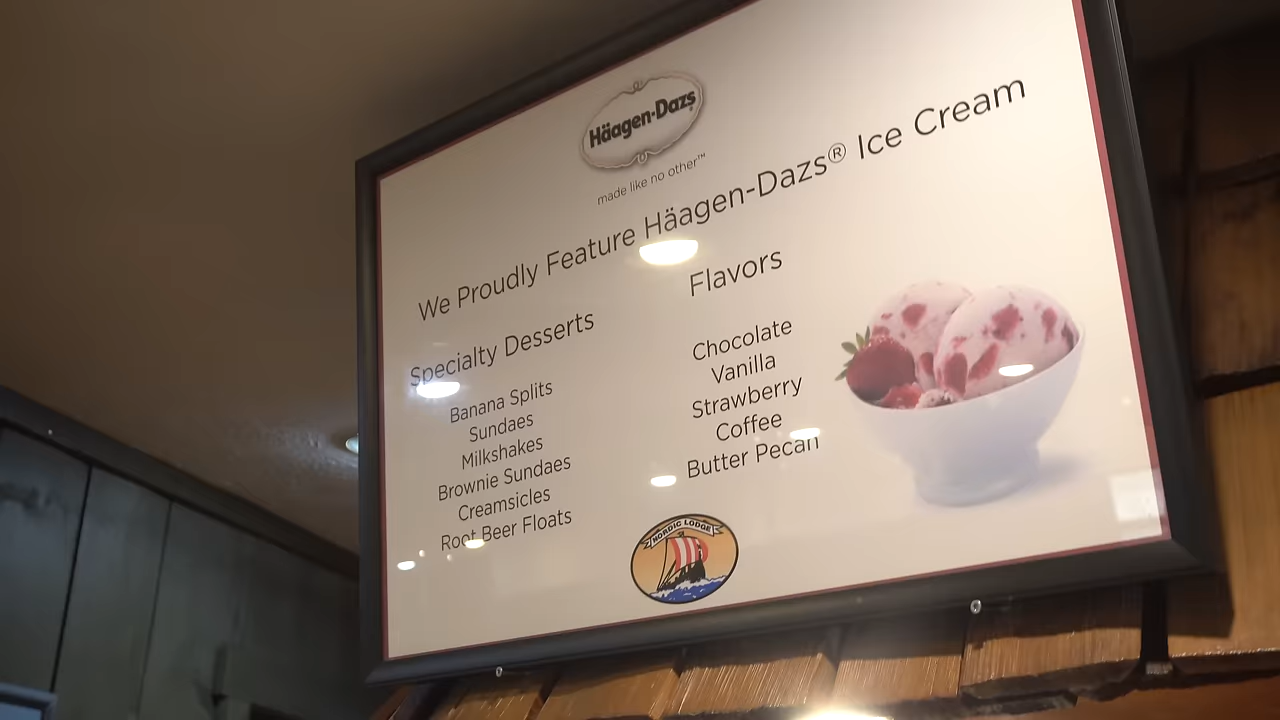 Häagen-Dazs
made like no other™
We Proudly Feature Häagen-Dazs® Ice Cream
Specialty Desserts
Banana Splits
Sundaes
Milkshakes
Brownie Sundaes
Creamsicles
Root Beer Floats
Flavors
Chocolate
Vanilla
Strawberry
Coffee
Butter Pecan
NORDIC LODGE